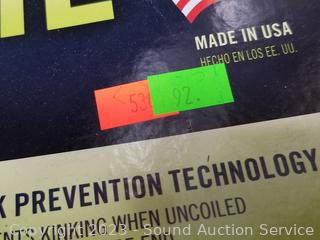 MADE IN USA
HECHO EN LOS EE. UU.
53
92.
K PREVENTION TECHNOLOGY
ENTS KINKING WHEN UNCOILED
Copyright 2023 - Sound Auction Service